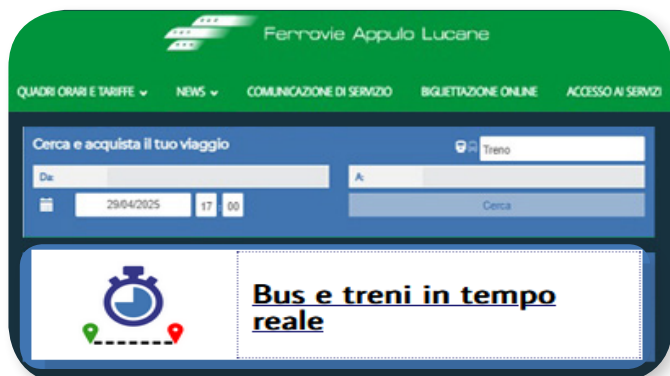 Ferrovie Appulo Lucane
QUADRI ORARI E TARIFFE NEWS COMUNICAZIONE DI SERVIZIO BIGLIETTAZIONE ONLINE ACCESSO AI SERVIZI
Cerca e acquista il tuo viaggio
Treno
Da: A:
29/04/2025 17 : 00 Cerca
Bus e treni in tempo
reale